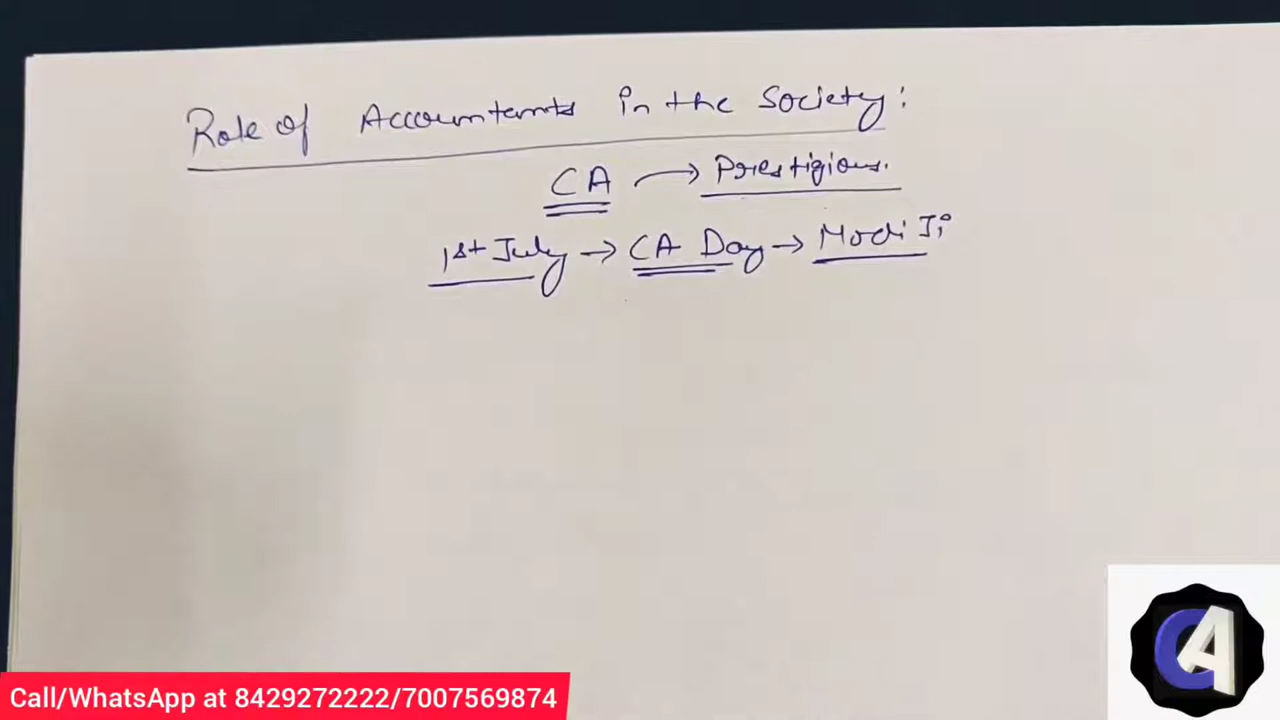 Role of Accountants in the Society:
CA → Prestigious.
1st July → CA Day → Modi Ji
Call/WhatsApp at 8429272222/7007569874
CA